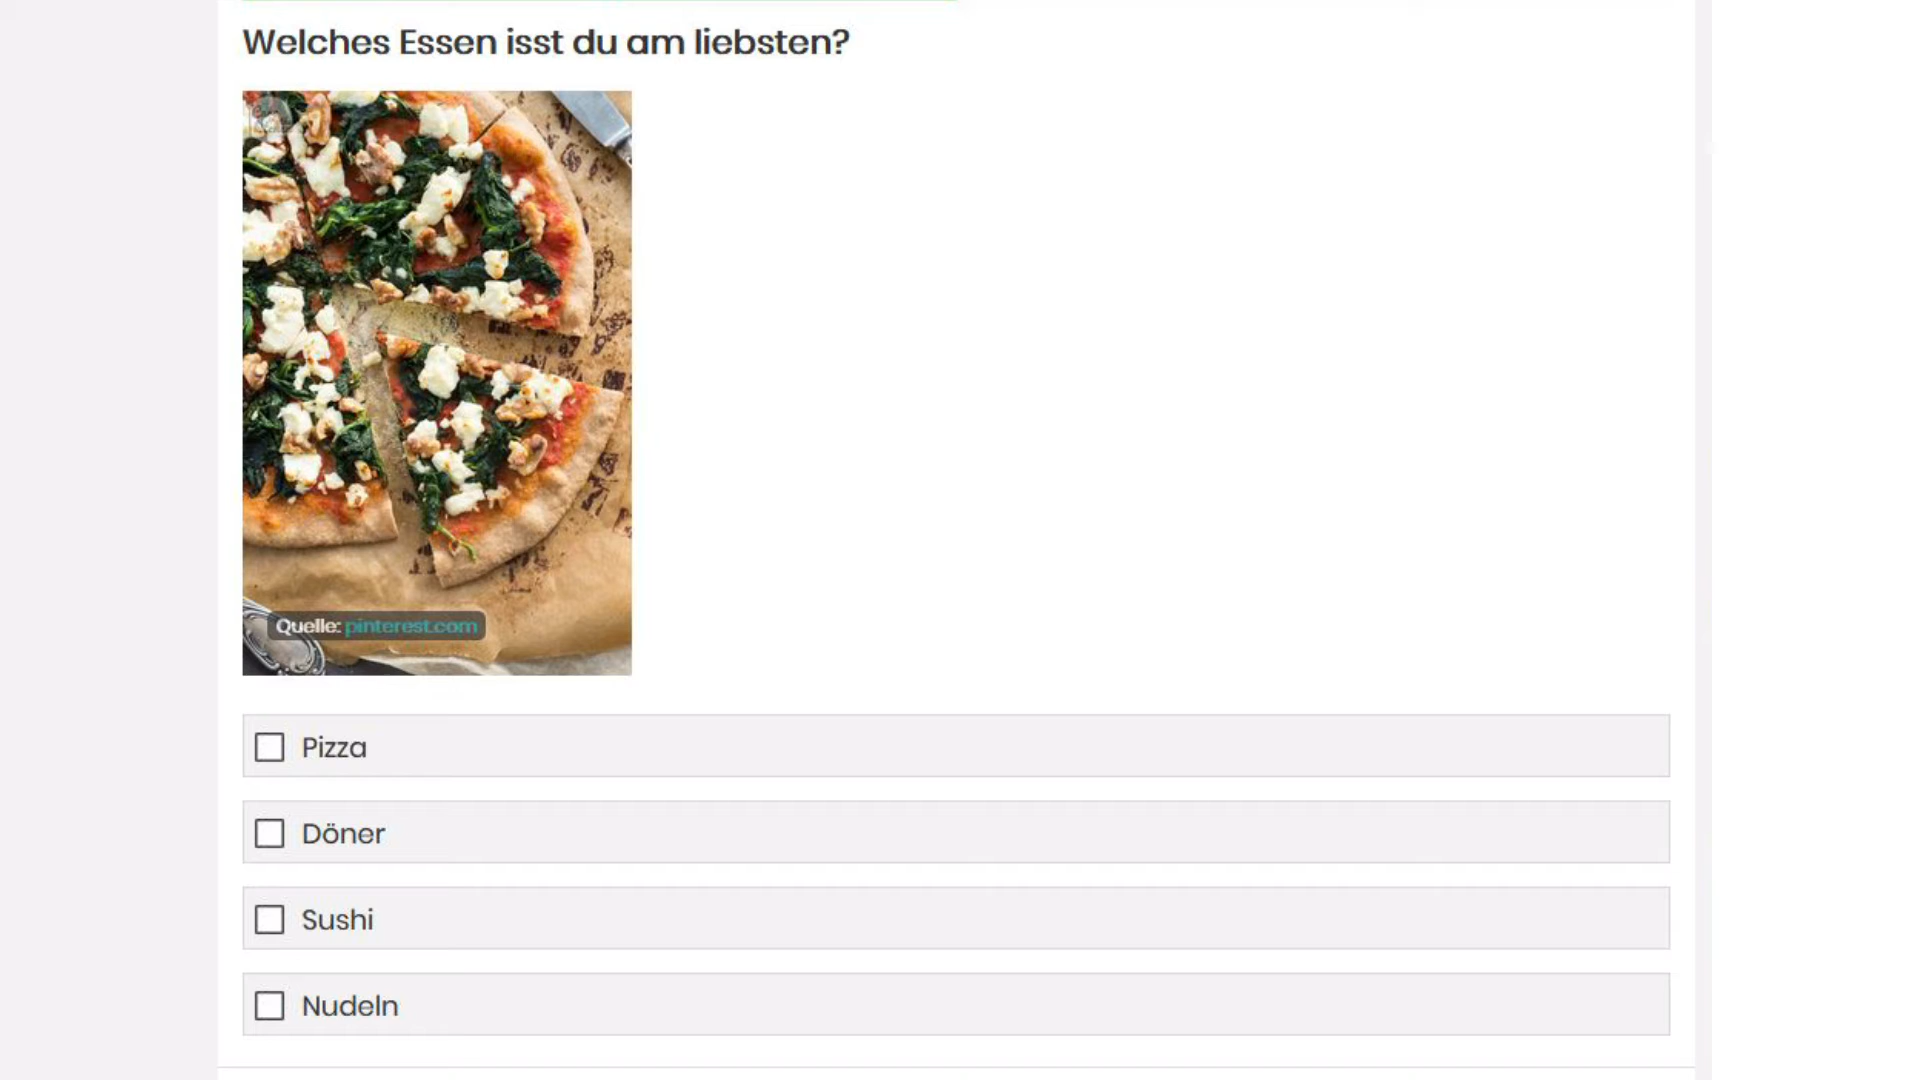 Welches Essen isst du am liebsten?
Quelle: pinterest.com
Pizza
Döner
Sushi
Nudeln